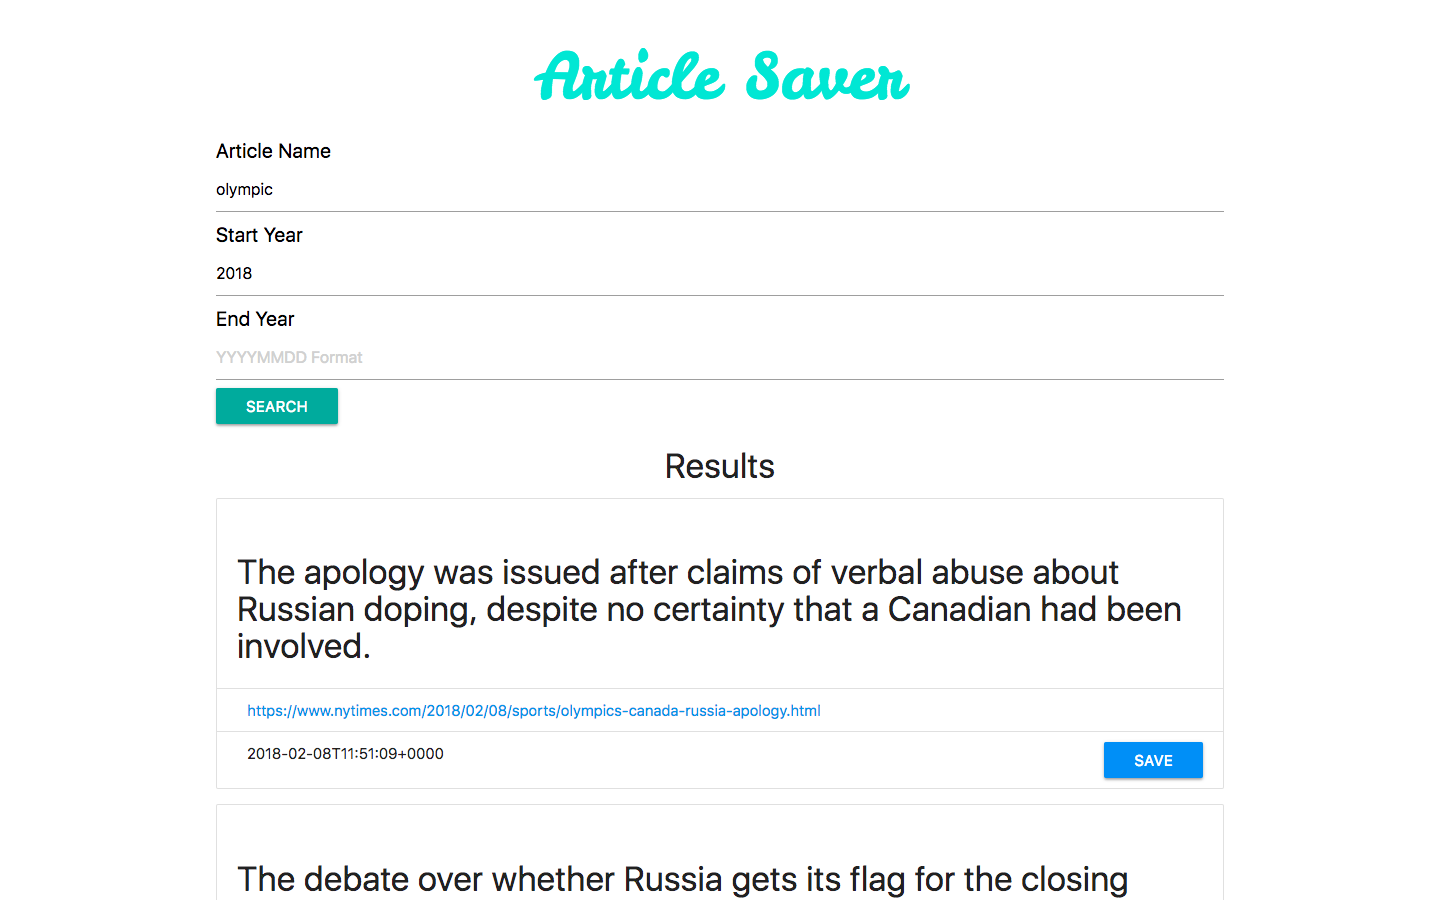 Article Saver
Article Name
olympic
Start Year
2018
End Year
YYYYMMDD Format
SEARCH
Results
The apology was issued after claims of verbal abuse about
Russian doping, despite no certainty that a Canadian had been
involved.
https://www.nytimes.com/2018/02/08/sports/olympics-canada-russia-apology.html
2018-02-08T11:51:09+0000
SAVE
The debate over whether Russia gets its flag for the closing